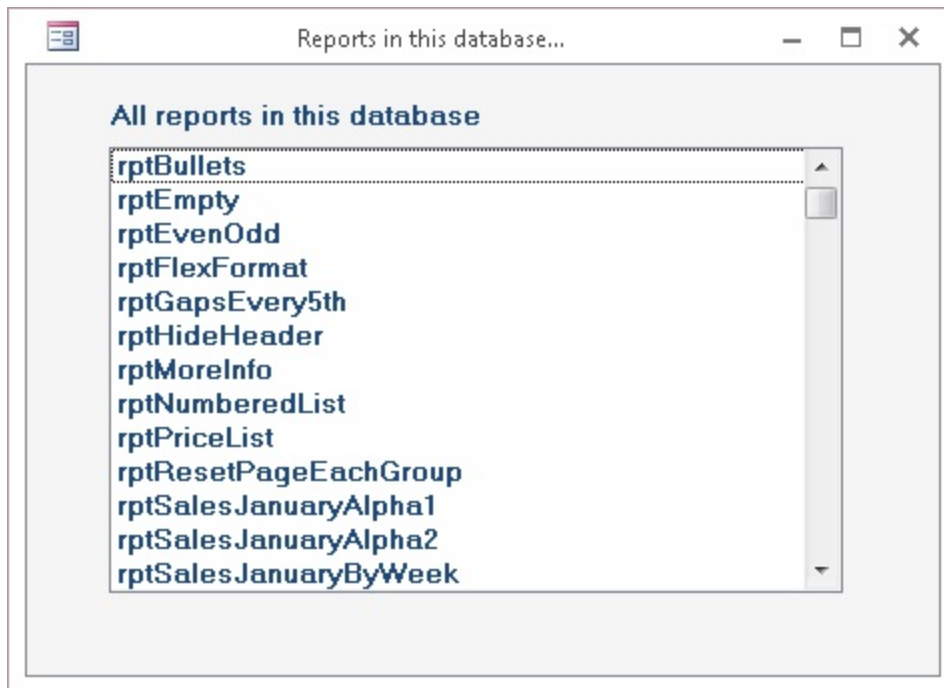 Reports in this database...
All reports in this database
rptBullets
rptEmpty
rptEvenOdd
rptFlexFormat
rptGapsEvery5th
rptHideHeader
rptMoreInfo
rptNumberedList
rptPriceList
rptResetPageEachGroup
rptSalesJanuaryAlpha1
rptSalesJanuaryAlpha2
rptSalesJanuaryByWeek